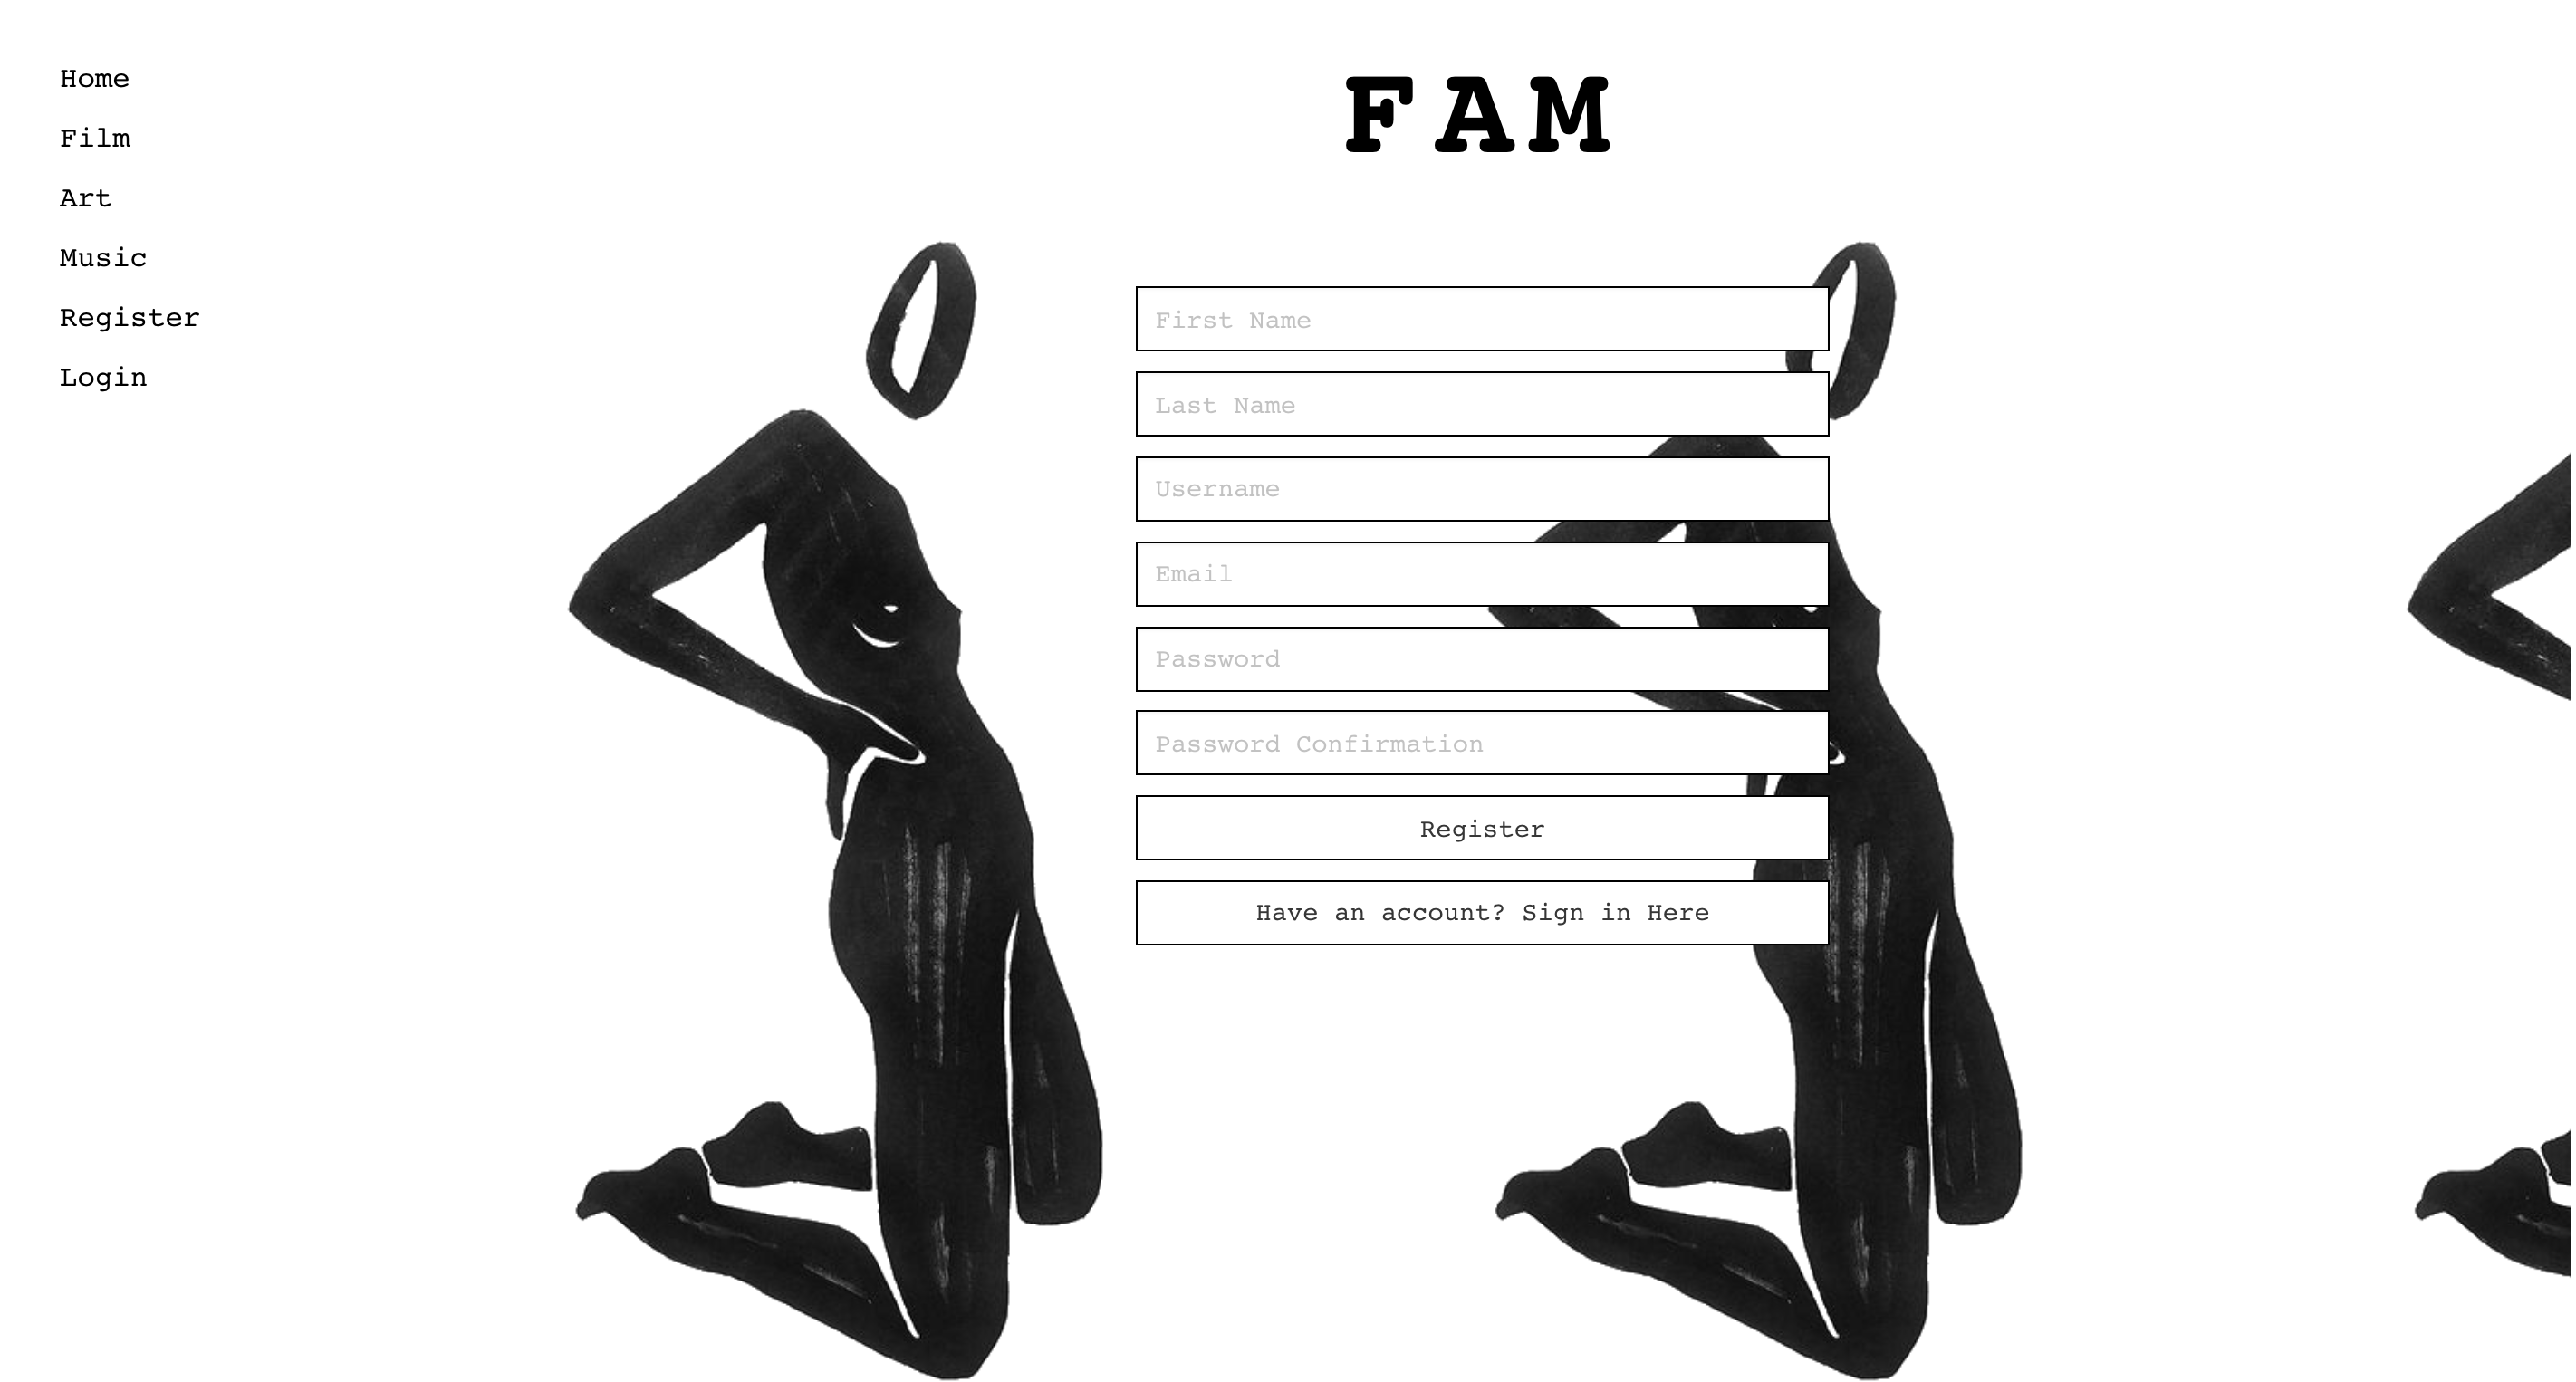 Home
Film
Art
Music
Register
Login
FAM
First Name
Last Name
Username
Email
Password
Password Confirmation
Register
Have an account? Sign in Here